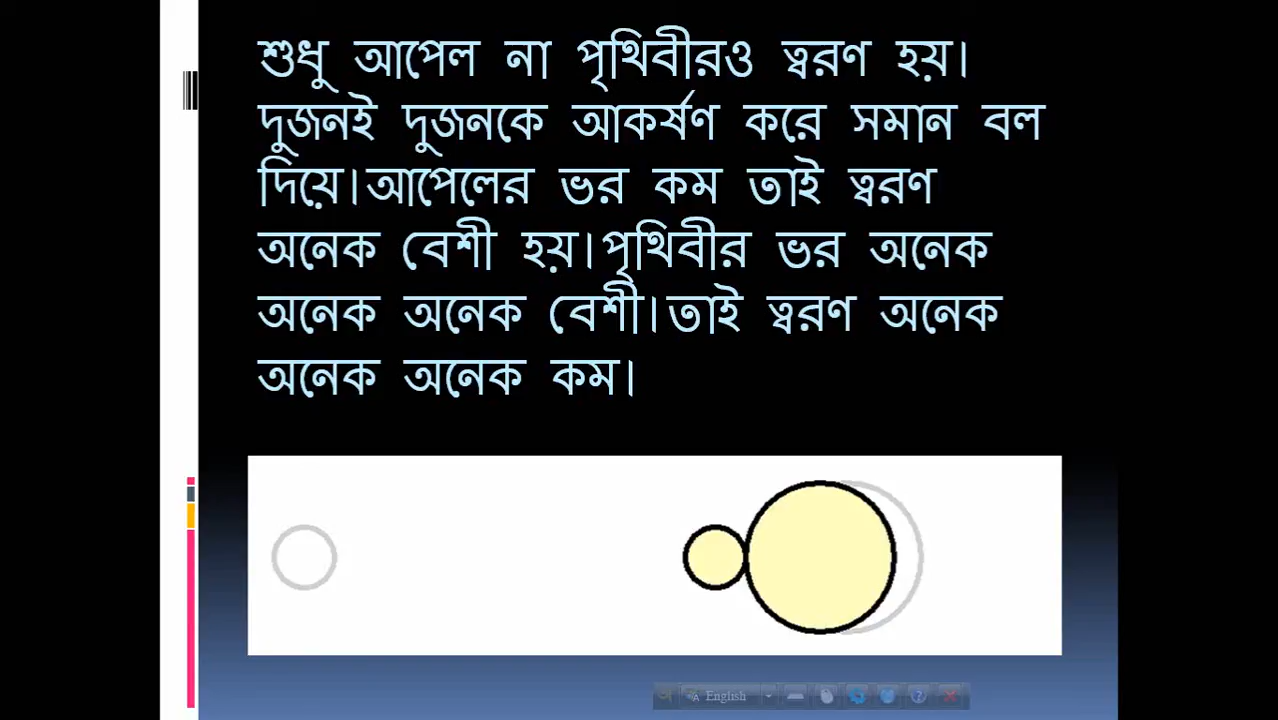 শুধু আপেল না পৃথিবীরও ত্বরণ হয়।
দুজনই দুজনকে আকর্ষণ করে সমান বল
দিয়ে।আপেলের ভর কম তাই ত্বরণ
অনেক বেশী হয়।পৃথিবীর ভর অনেক
অনেক অনেক বেশী।তাই ত্বরণ অনেক
অনেক অনেক কম।
English